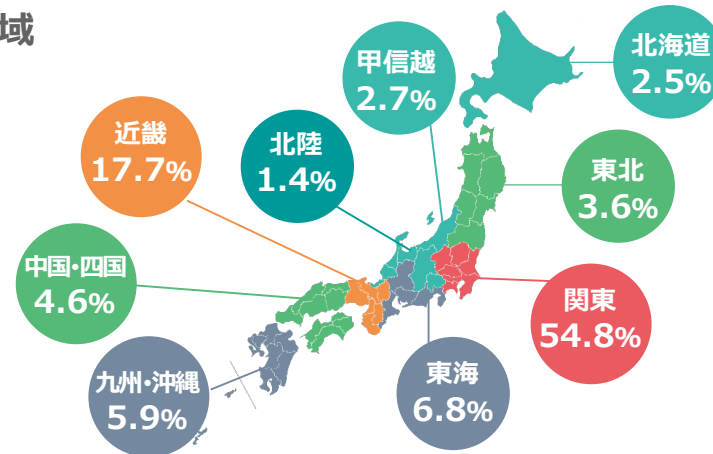 域
北海道
2.5%
甲信越
2.7%
近畿
17.7%
北陸
1.4%
東北
3.6%
中国・四国
4.6%
関東
54.8%
九州・沖縄
5.9%
東海
6.8%